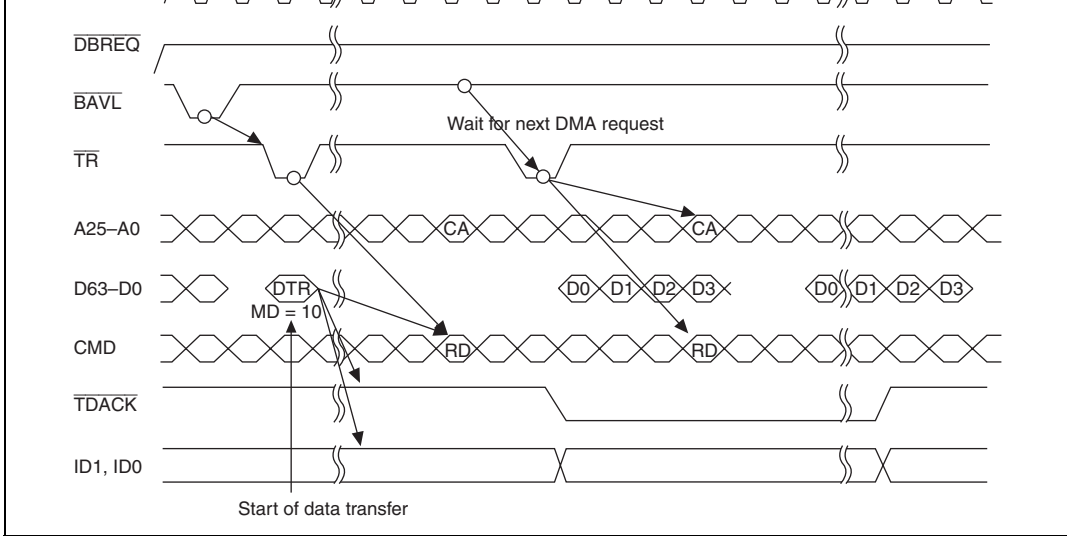 DBREQ
BAVL
Wait for next DMA request
TR
A25–A0 CA CA
D63–D0 DTR D0 D1 D2 D3 D0 D1 D2 D3
MD = 10
CMD RD RD
TDACK
ID1, ID0
Start of data transfer